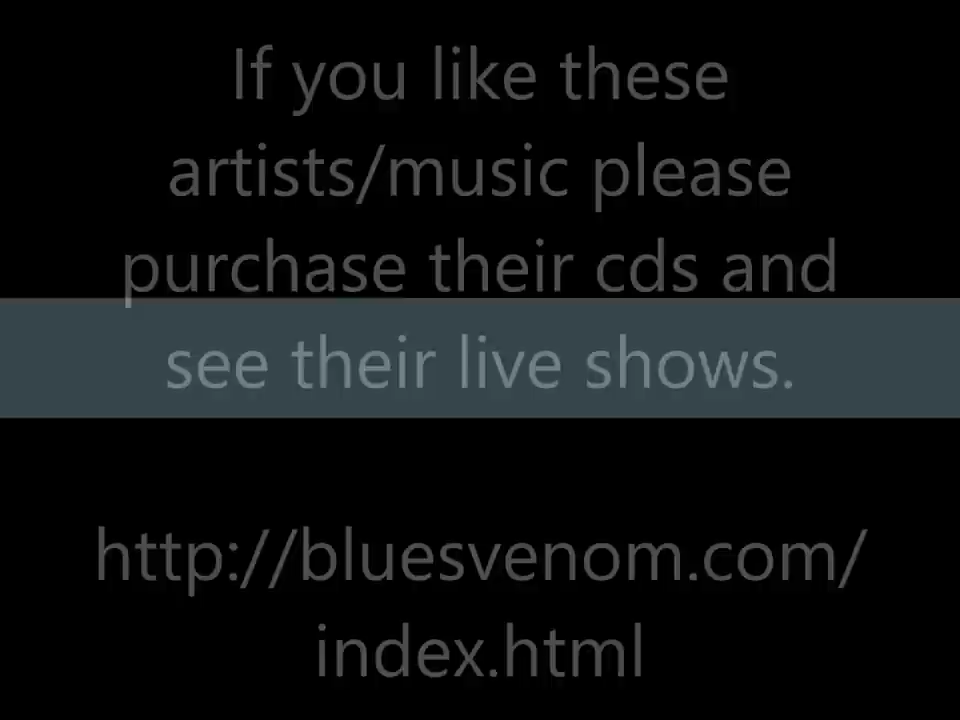 If you like these
artists/music please
purchase their cds and
see their live shows.
http://bluesvenom.com/
index.html